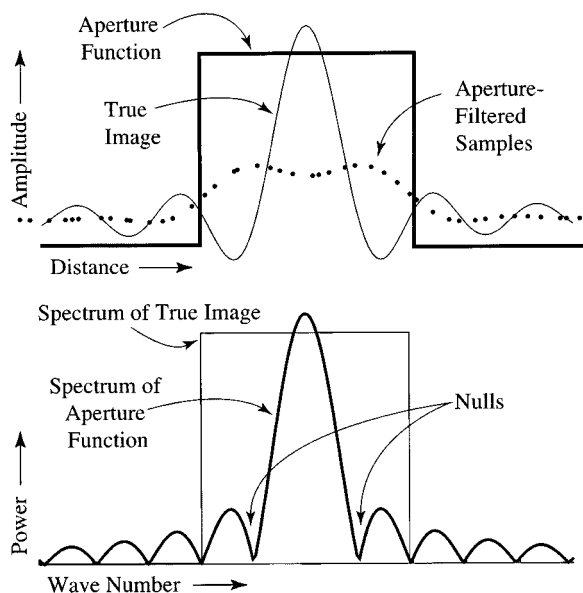 Aperture
Function
True
Image
Aperture-
Filtered
Samples
Amplitude
Distance
Spectrum of True Image
Spectrum of
Aperture
Function
Nulls
Power
Wave Number